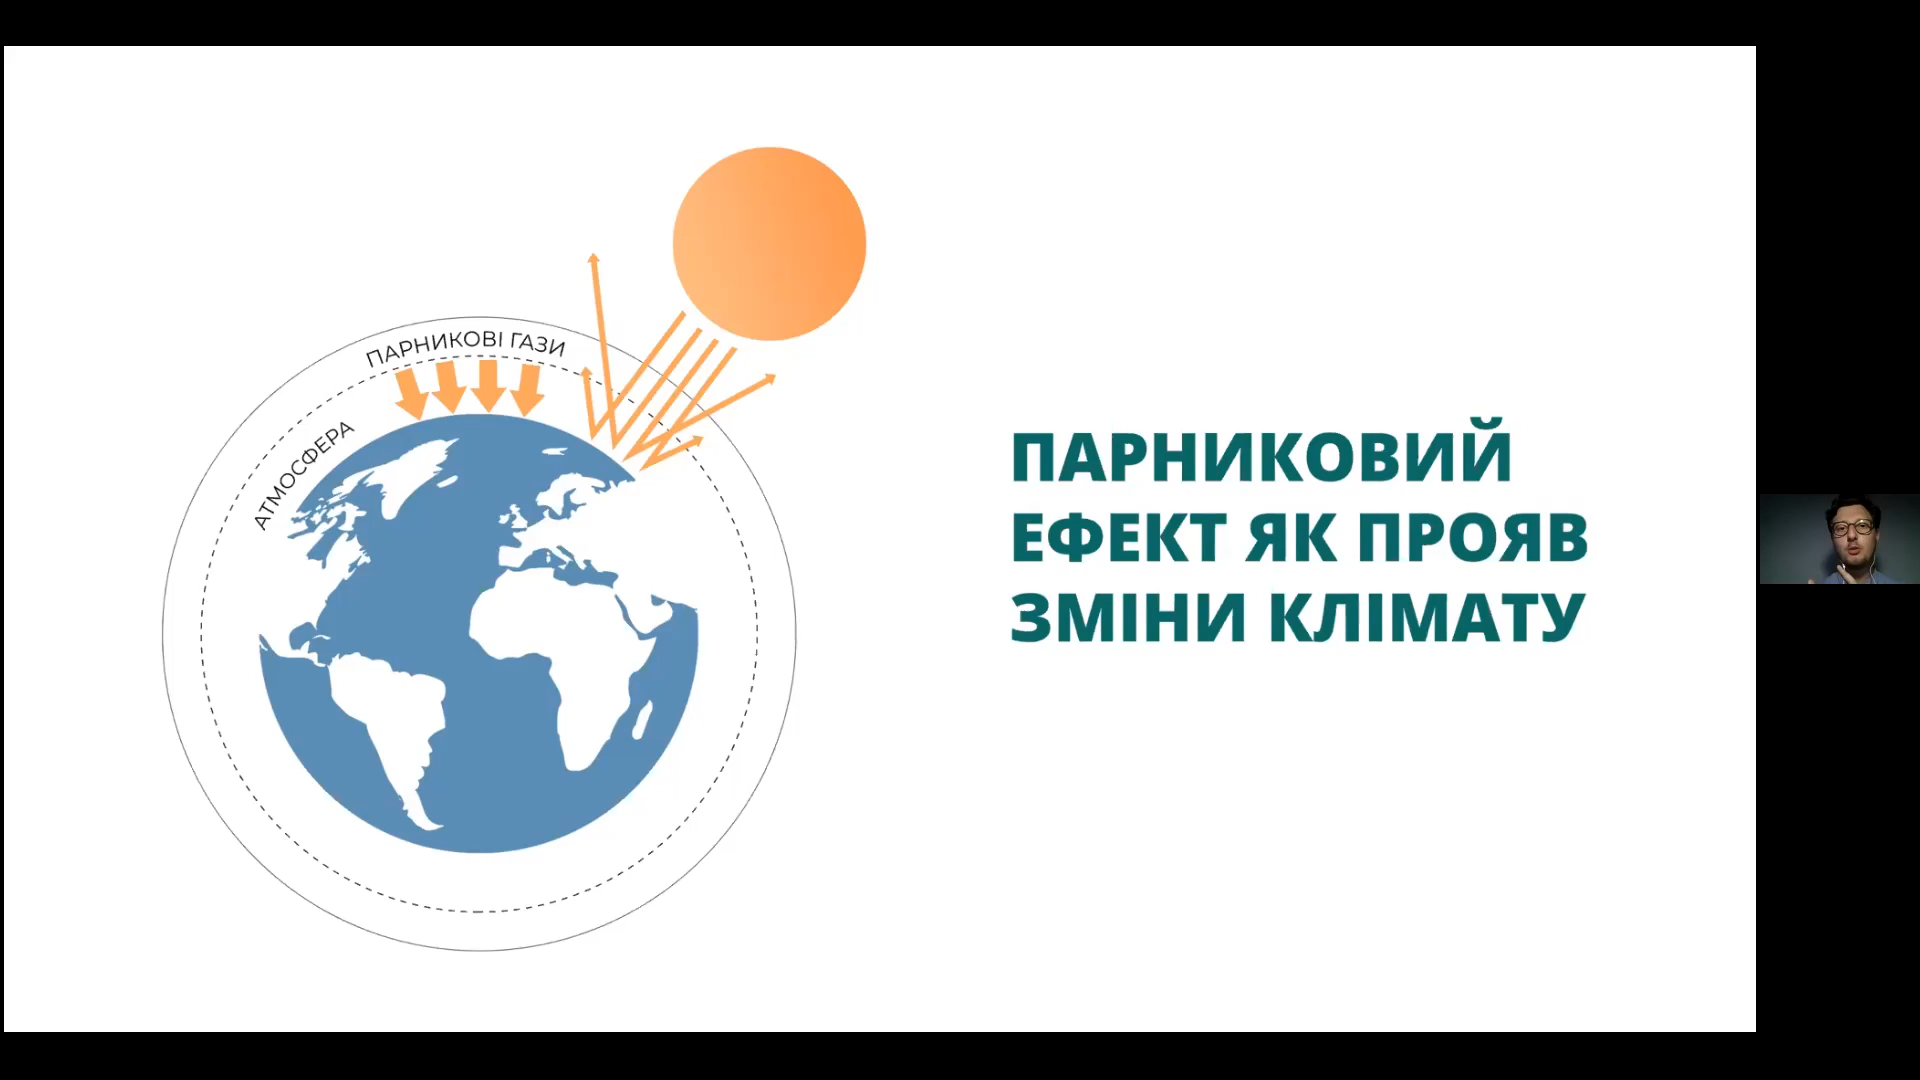 ПАРНИКОВІ ГАЗИ
АТМОСФЕРА
ПАРНИКОВИЙ
ЕФЕКТ ЯК ПРОЯВ
ЗМІНИ КЛІМАТУ